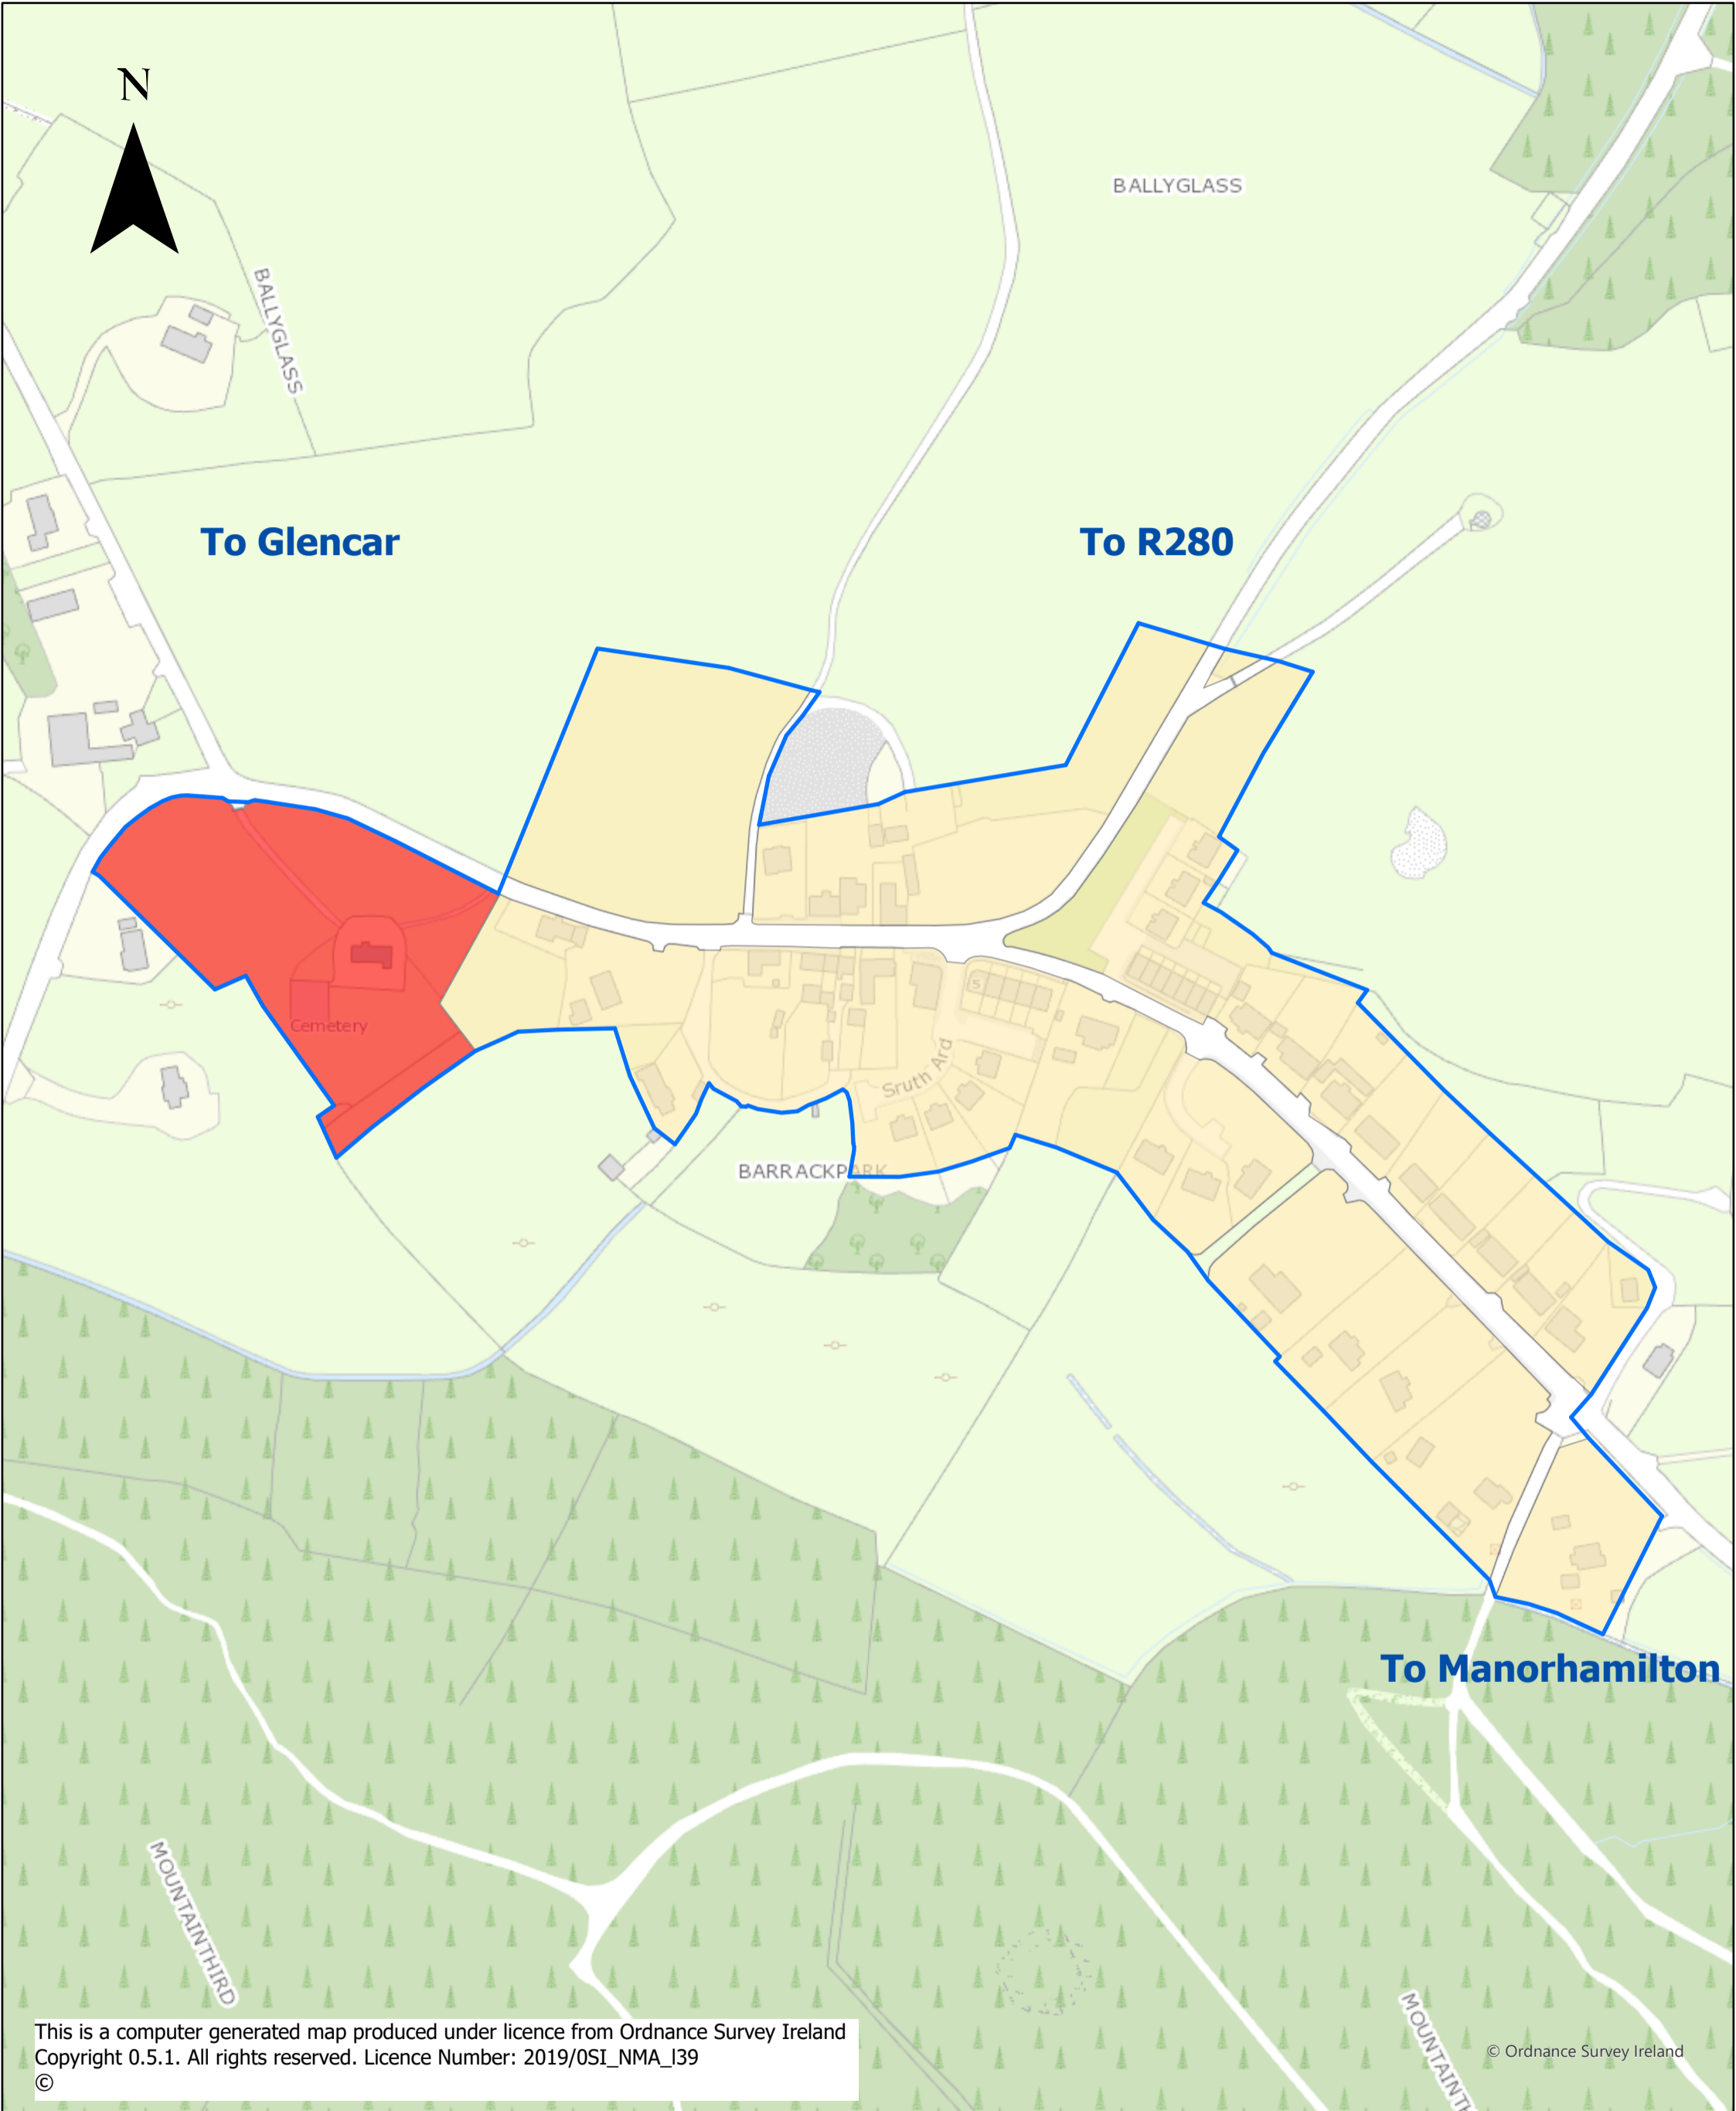 N
BALLYGLASS
BALLYGLASS
To Glencar
To R280
5
Cemetery
Sruth Ard
BARRACKPARK
To Manorhamilton
MOUNTAINTHIRD
MOUNTAINTH
This is a computer generated map produced under licence from Ordnance Survey Ireland
Copyright 0.5.1. All rights reserved. Licence Number: 2019/0SI_NMA_l39
©
© Ordnance Survey Ireland